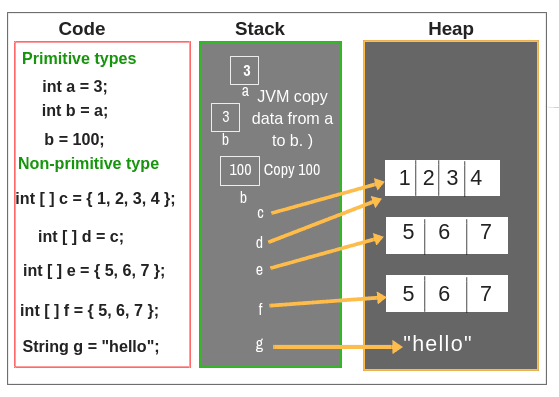 Code
Stack
Heap
Primitive types
int a = 3;
int b = a;
b = 100;
Non-primitive type
int [ ] c = { 1, 2, 3, 4 };
int [ ] d = c;
int [ ] e = { 5, 6, 7 };
int [ ] f = { 5, 6, 7 };
String g = "hello";
3
a
JVM copy
data from a
to b. )
3
b
100
Copy 100
b
c
d
e
f
g
1 2 3 4
5 6 7
5 6 7
"hello"